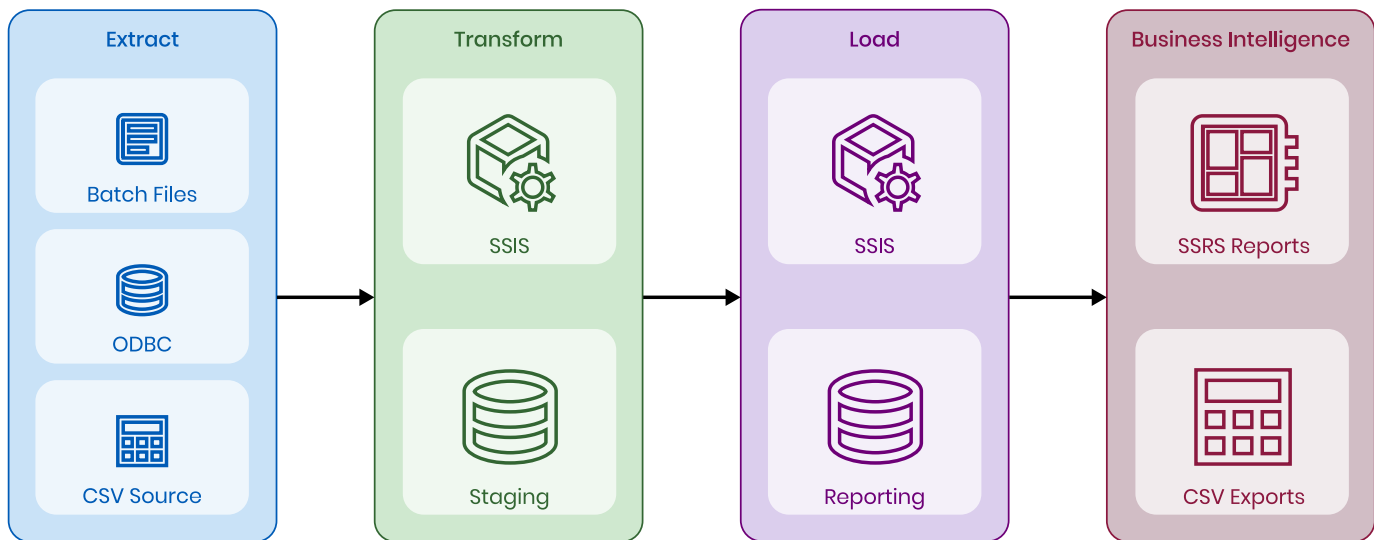 Extract
Batch Files
ODBC
CSV Source
Transform
SSIS
Staging
Load
SSIS
Reporting
Business Intelligence
SSRS Reports
CSV Exports